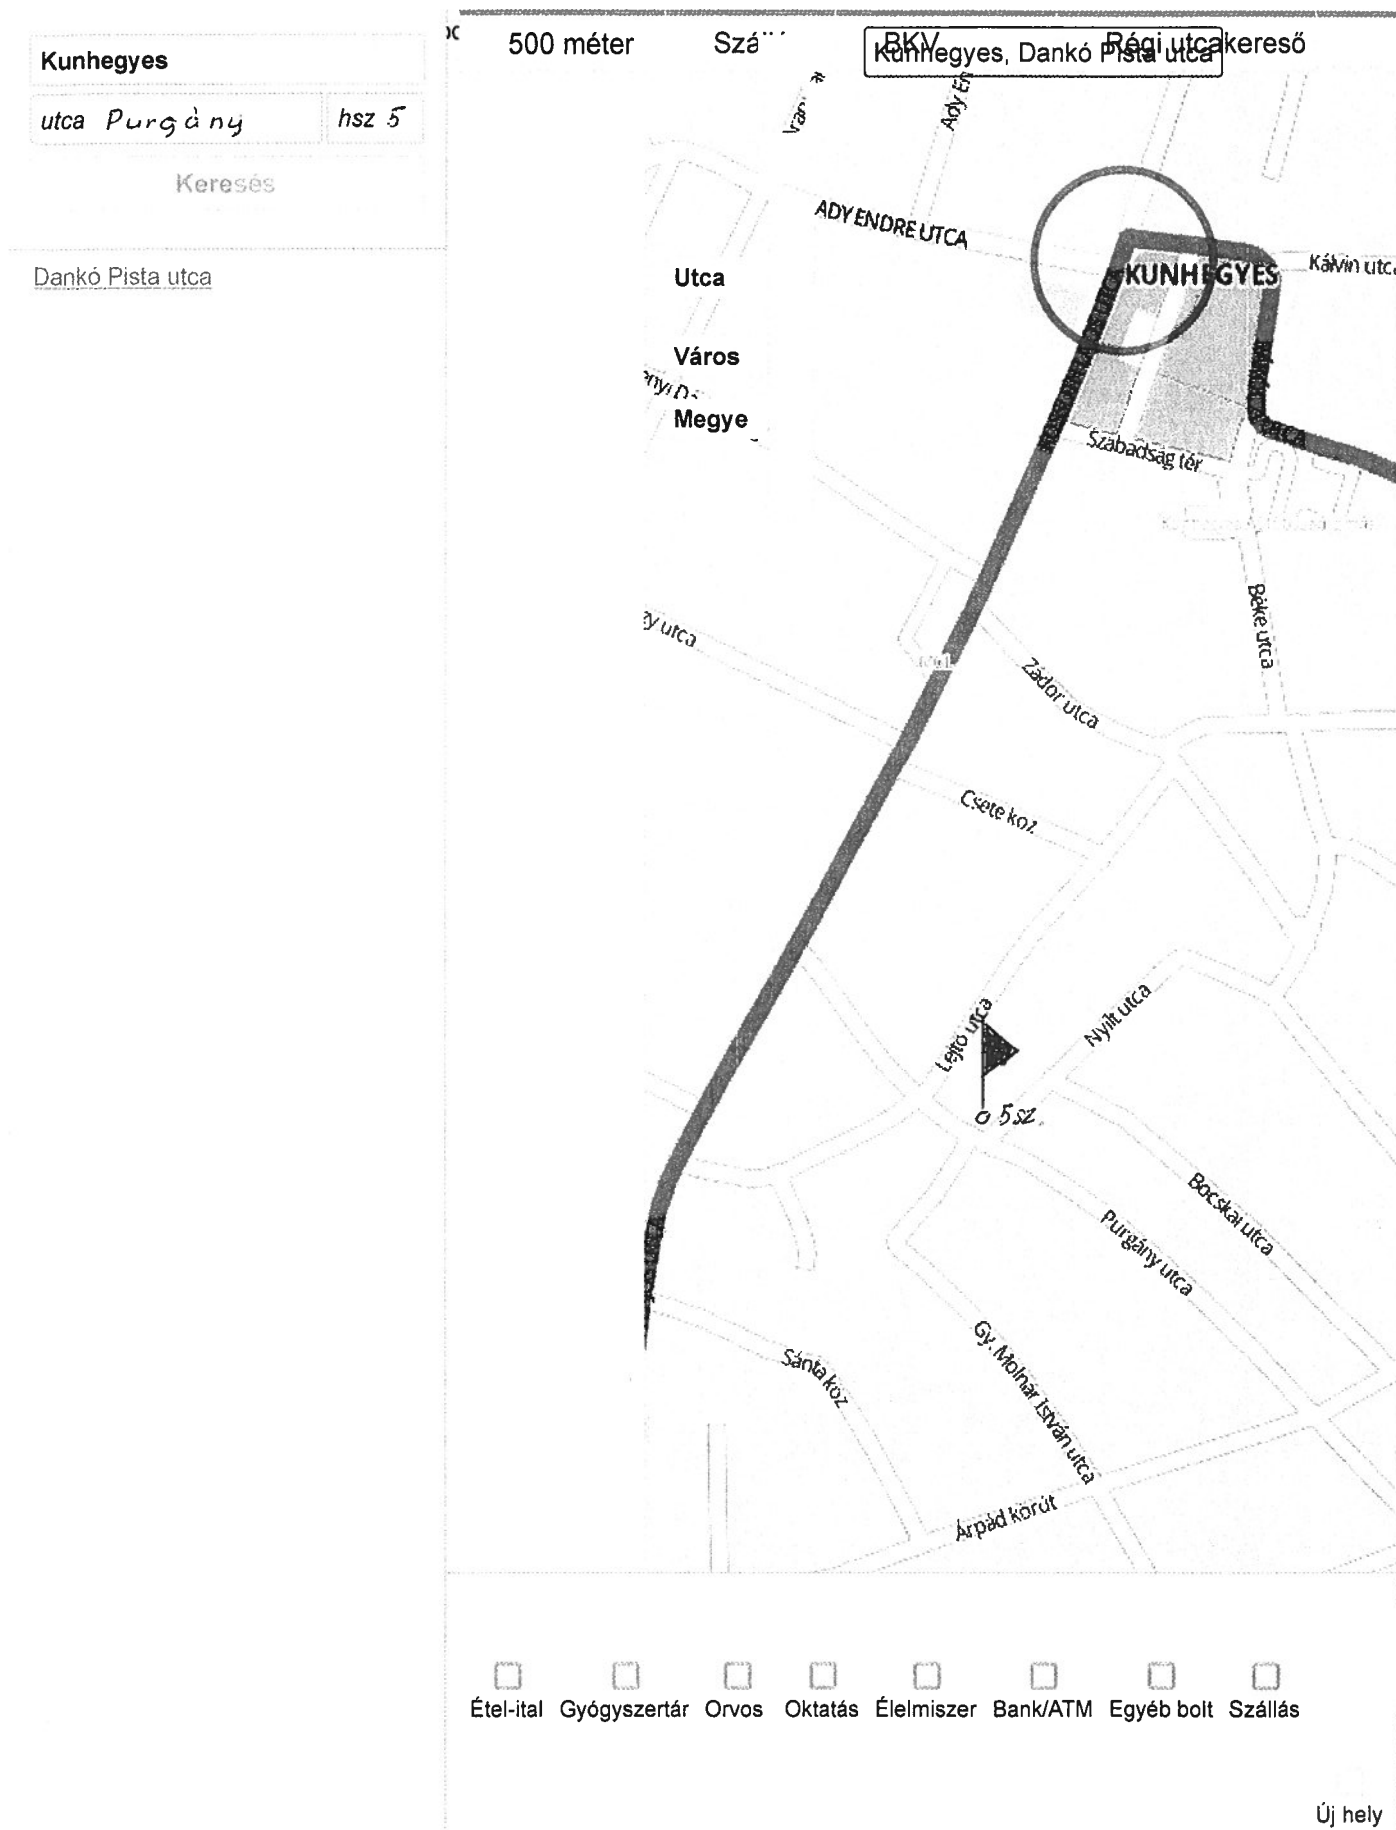 Kunhegyes
utca Purgány hsz 5
Keresés
Dankó Pista utca
500 méter
BKV
Régi utcakereső
Kunhegyes, Dankó Pista utca
ADY ENDRE UTCA
KUNHEGYES
Kálvin utca
Utca
Város
Megye
Szabadság tér
Béke utca
Zádor utca
Csete köz
Lejtő utca
Nyílt utca
5 sz.
Bocskai utca
Purgány utca
Gy. Molnár István utca
Sánta köz
Árpád körút
Étel-ital Gyógyszertár Orvos Oktatás Élelmiszer Bank/ATM Egyéb bolt Szállás
Új hely